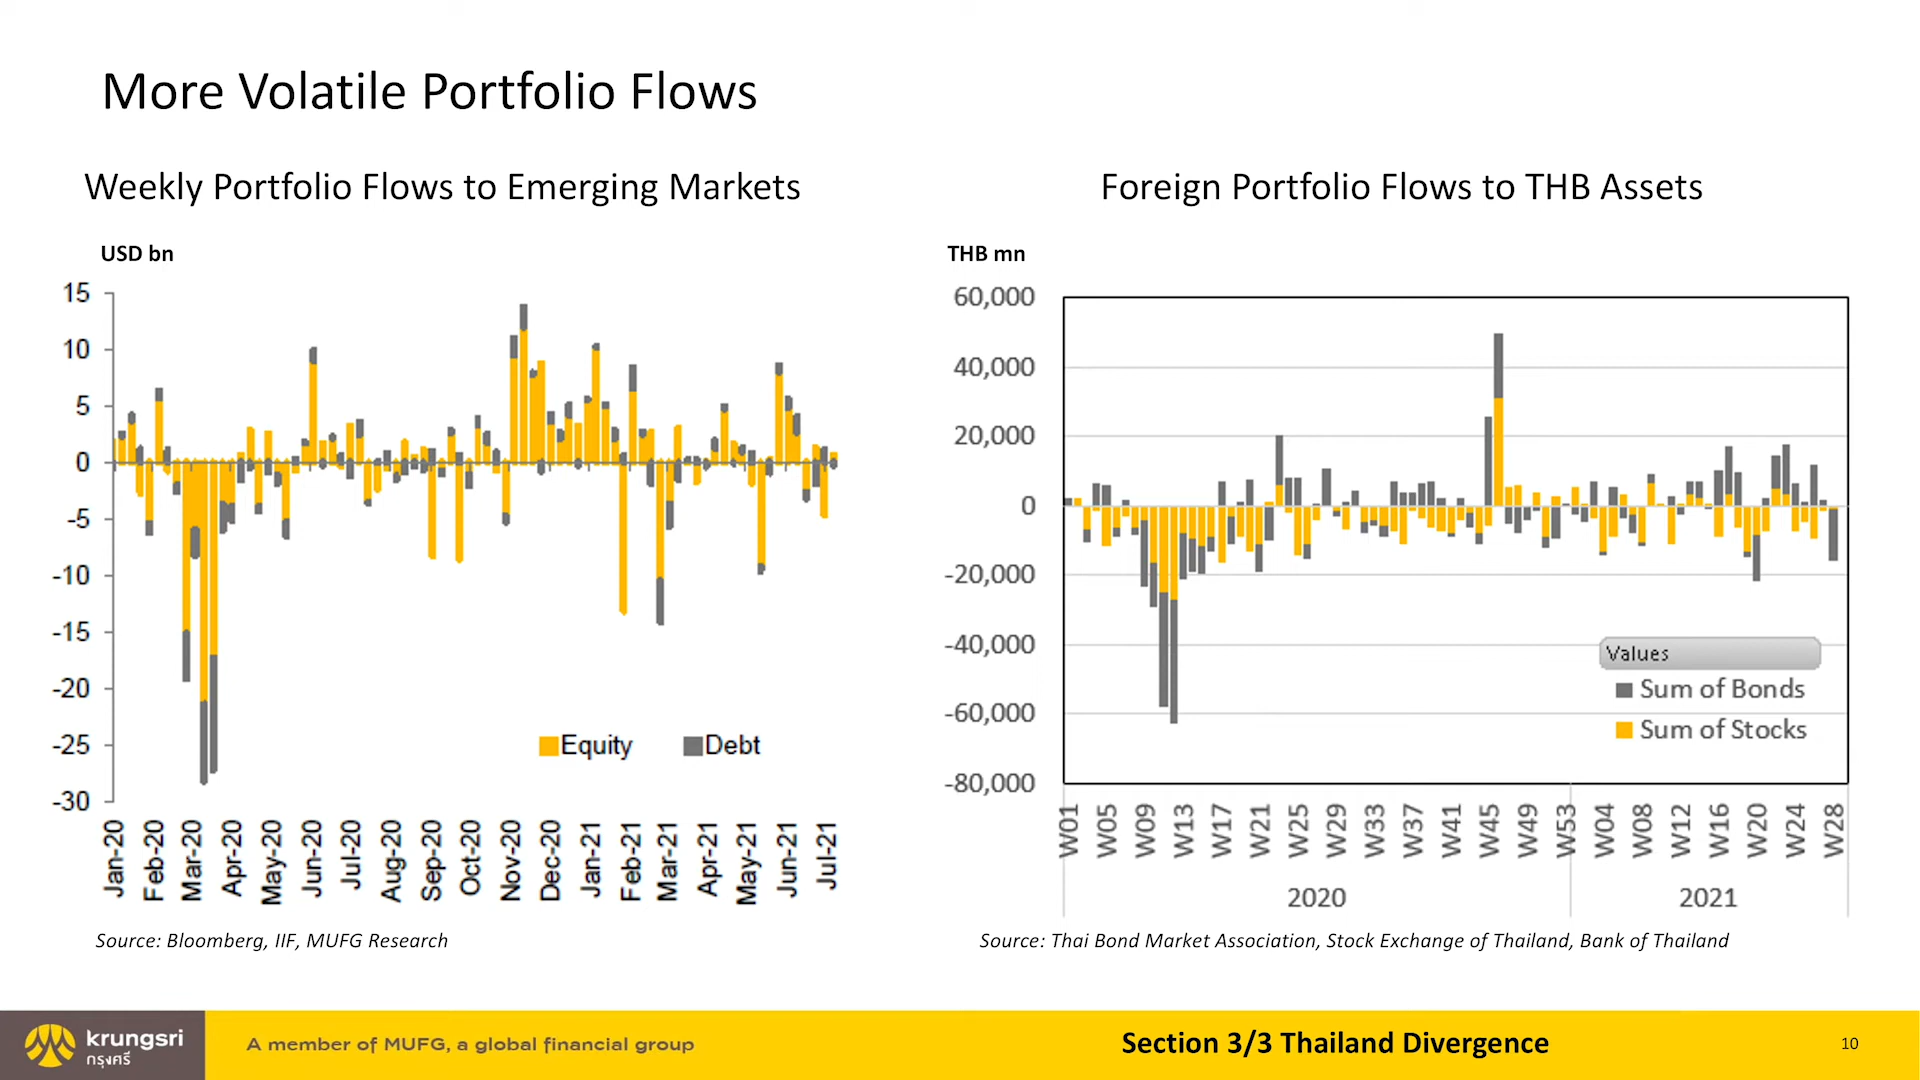 More Volatile Portfolio Flows
Weekly Portfolio Flows to Emerging Markets
USD bn
15
10
5
0
-5
-10
-15
-20
-25
-30
Equity Debt
Jan-20 Feb-20 Mar-20 Apr-20 May-20 Jun-20 Jul-20 Aug-20 Sep-20 Oct-20 Nov-20 Dec-20 Jan-21 Feb-21 Mar-21 Apr-21 May-21 Jun-21 Jul-21
Source: Bloomberg, IIF, MUFG Research
Foreign Portfolio Flows to THB Assets
THB mn
60,000
40,000
20,000
0
-20,000
-40,000
-60,000
-80,000
Values
Sum of Bonds
Sum of Stocks
W01 W05 W09 W13 W17 W21 W25 W29 W33 W37 W41 W45 W49 W53 W04 W08 W12 W16 W20 W24 W28
2020 2021
Source: Thai Bond Market Association, Stock Exchange of Thailand, Bank of Thailand
krungsri
กรุงศรี
A member of MUFG, a global financial group
Section 3/3 Thailand Divergence
10